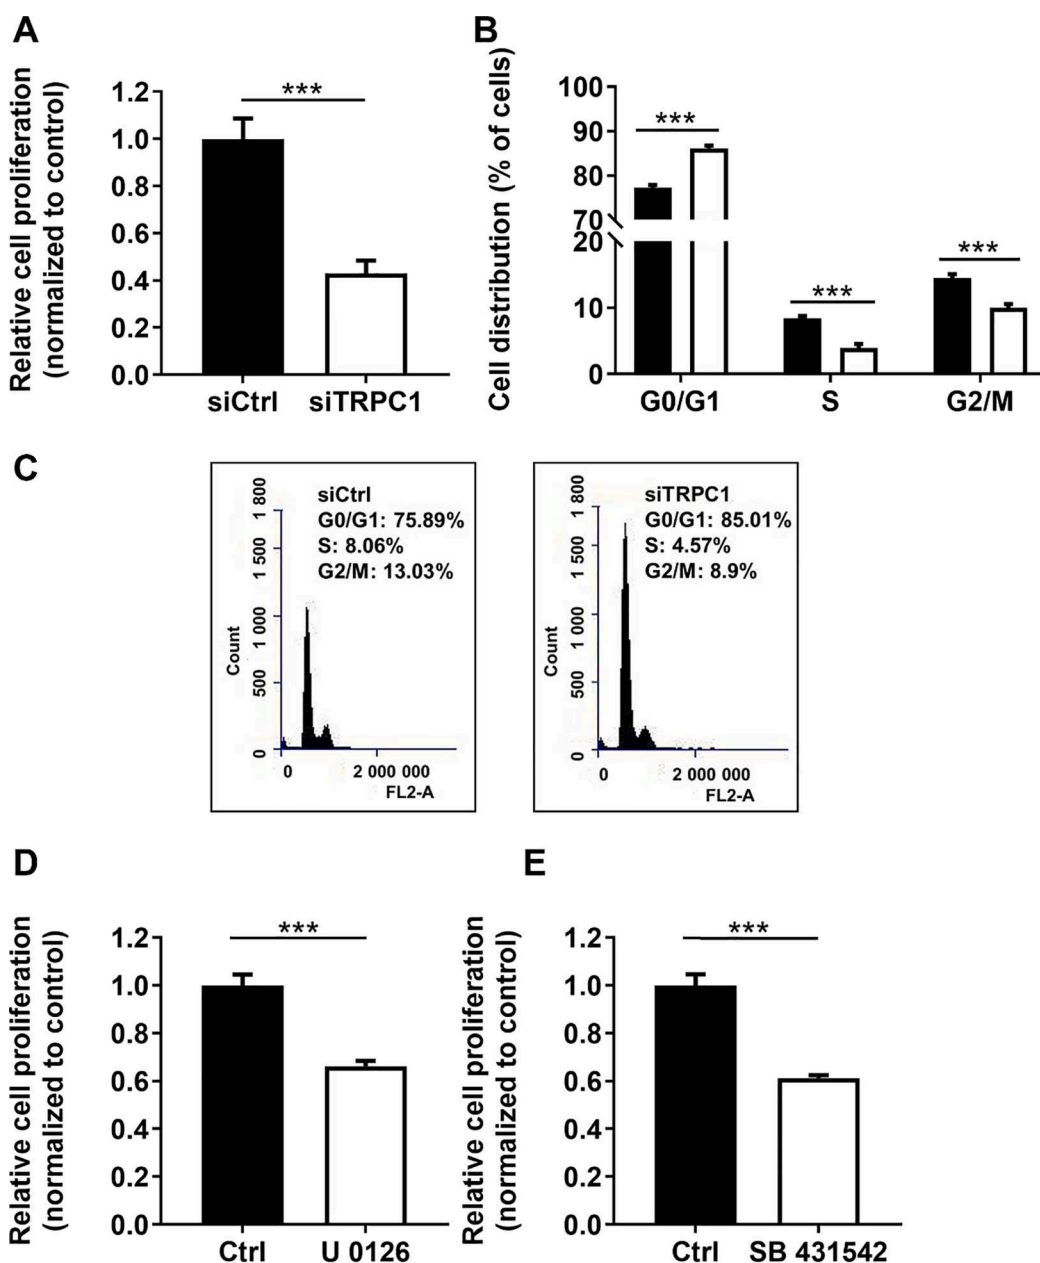 A
Relative cell proliferation
(normalized to control)
1.2
1.0
0.8
0.6
0.4
0.2
0.0
***
siCtrl siTRPC1
B
Cell distribution (% of cells)
100
90
80
70
20
10
0
***
***
***
G0/G1 S G2/M
C
Count
1 800
1 500
1 000
500
0
siCtrl
G0/G1: 75.89%
S: 8.06%
G2/M: 13.03%
0 2 000 000
FL2-A
Count
1 800
1 500
1 000
500
0
siTRPC1
G0/G1: 85.01%
S: 4.57%
G2/M: 8.9%
0 2 000 000
FL2-A
D
Relative cell proliferation
(normalized to control)
1.2
1.0
0.8
0.6
0.4
0.2
0.0
***
Ctrl U 0126
E
Relative cell proliferation
(normalized to control)
1.2
1.0
0.8
0.6
0.4
0.2
0.0
***
Ctrl SB 431542